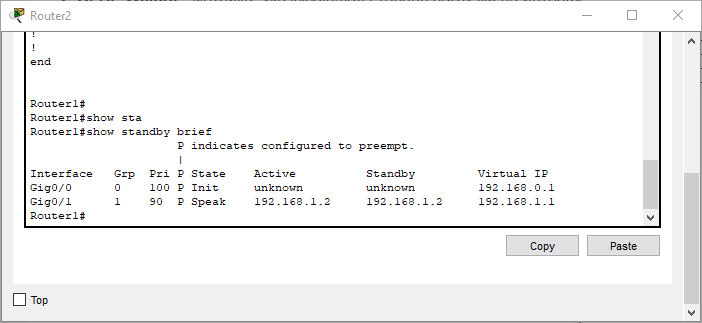 Router2
!
!
end
Router1#
Router1#show sta
Router1#show standby brief
P indicates configured to preempt.
|
Interface Grp Pri P State Active Standby Virtual IP
Gig0/0 0 100 P Init unknown unknown 192.168.0.1
Gig0/1 1 90 P Speak 192.168.1.2 192.168.1.2 192.168.1.1
Router1#
Copy Paste
Top